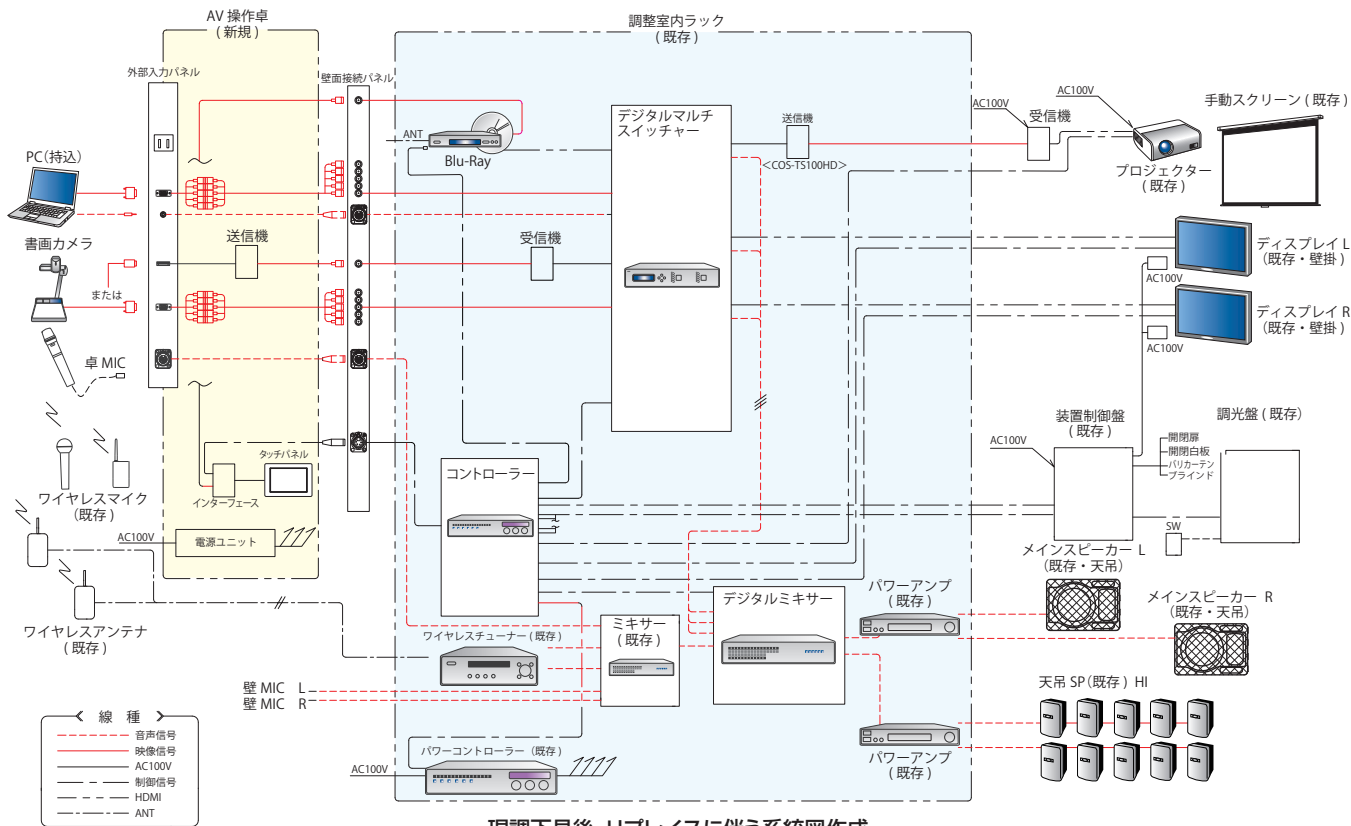 AV 操作卓
( 新規 )
調整室内ラック
( 既存 )
外部入力パネル
壁面接続パネル
PC(持込)
書画カメラ
または
卓 MIC
ワイヤレスマイク
(既存 )
ワイヤレスアンテナ
( 既存 )
送信機
タッチパネル
インターフェース
AC100V
電源ユニット
ANT
Blu-Ray
受信機
デジタルマルチ
スイッチャー
送信機
<COS-TS100HD>
AC100V
受信機
AC100V
プロジェクター
( 既存 )
手動スクリーン ( 既存 )
ディスプレイ L
(既存・壁掛 )
AC100V
ディスプレイ R
(既存・壁掛 )
AC100V
AC100V
装置制御盤
( 既存 )
開閉扉
開閉白板
バリカーテン
ブラインド
調光盤 ( 既存)
SW
コントローラー
ワイヤレスチューナー ( 既存 )
ミキサー
( 既存 )
デジタルミキサー
パワーアンプ
( 既存 )
メインスピーカー L
(既存・天吊 )
メインスピーカー R
(既存・天吊)
壁 MIC L
壁 MIC R
パワーコントローラー (既存 )
AC100V
パワーアンプ
( 既存 )
天吊 SP(既存 ) HI
線 種
音声信号
映像信号
AC100V
制御信号
HDMI
ANT